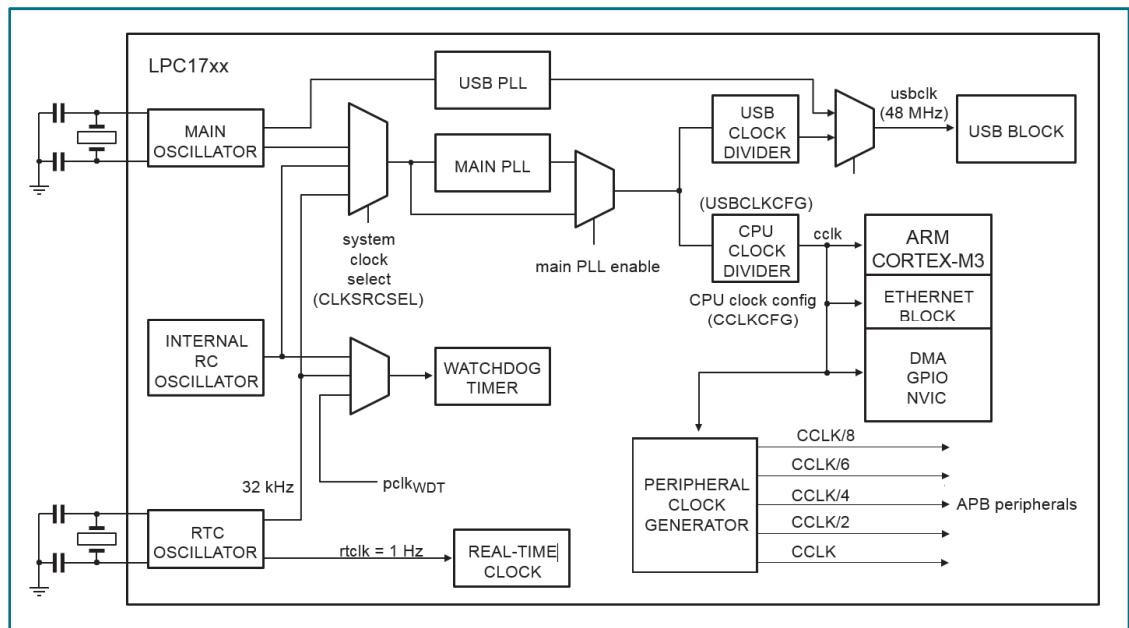 LPC17xx
USB PLL
usbclk
(48 MHz)
MAIN
OSCILLATOR
MAIN PLL
USB
CLOCK
DIVIDER
USB BLOCK
(USBCLKCFG)
system
clock
select
(CLKSRCSEL)
main PLL enable
CPU
CLOCK
DIVIDER
cclk
ARM
CORTEX-M3
CPU clock config
(CCLKCFG)
ETHERNET
BLOCK
INTERNAL
RC
OSCILLATOR
WATCHDOG
TIMER
DMA
GPIO
NVIC
32 kHz
pclkWDT
PERIPHERAL
CLOCK
GENERATOR
CCLK/8
CCLK/6
CCLK/4
CCLK/2
CCLK
APB peripherals
RTC
OSCILLATOR
rtclk = 1 Hz
REAL-TIME
CLOCK